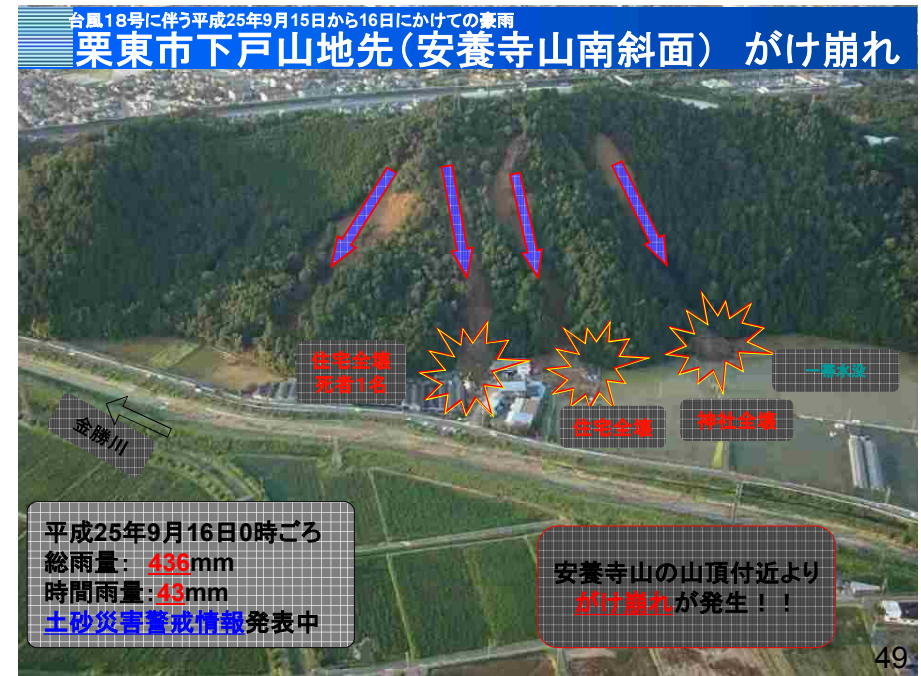 台風18号に伴う平成25年9月15日から16日にかけての豪雨
栗東市下戸山地先(安養寺山南斜面) がけ崩れ
住宅全壊
死者1名
一帯水没
住宅全壊
神社全壊
金勝川
平成25年9月16日0時ごろ
総雨量: 436mm
時間雨量:43mm
土砂災害警戒情報発表中
安養寺山の山頂付近より
がけ崩れが発生!!
49